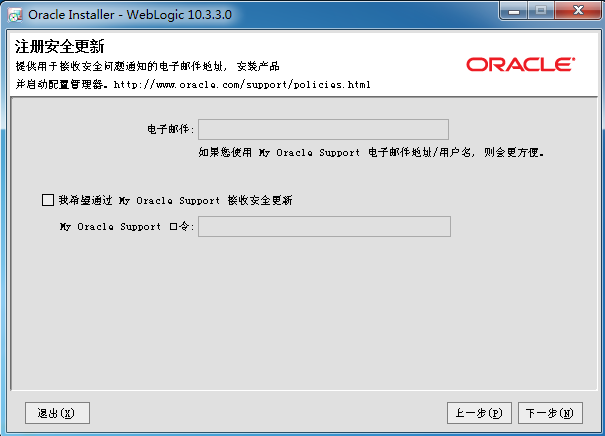 Oracle Installer - WebLogic 10.3.3.0
注册安全更新
提供用于接收安全问题通知的电子邮件地址, 安装产品
并启动配置管理器。http://www.oracle.com/support/policies.html
ORACLE
电子邮件:
如果您使用 My Oracle Support 电子邮件地址/用户名, 则会更方便。
我希望通过 My Oracle Support 接收安全更新
My Oracle Support 口令:
退出(X) 上一步(P) 下一步(N)